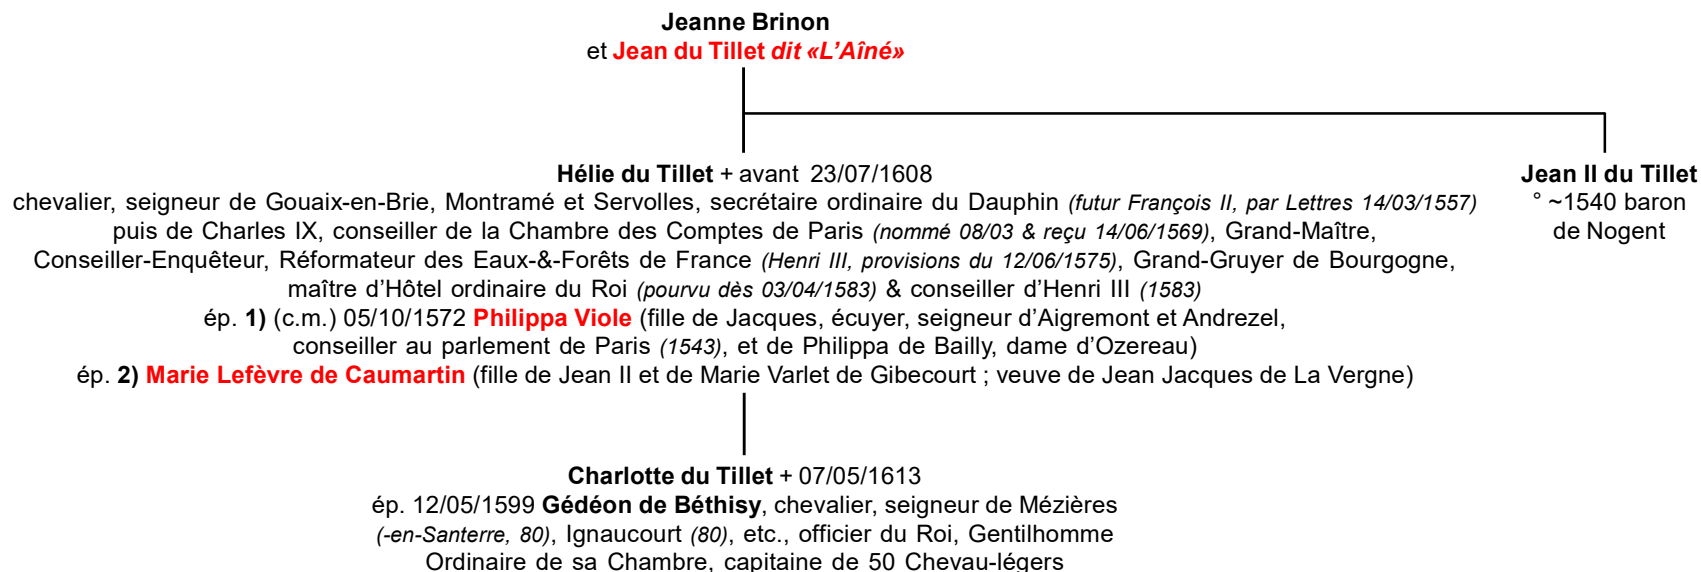 Jeanne Brinon
et Jean du Tillet dit «L’Aîné»
Hélie du Tillet + avant 23/07/1608
chevalier, seigneur de Gouaix-en-Brie, Montramé et Servolles, secrétaire ordinaire du Dauphin (futur François II, par Lettres 14/03/1557)
puis de Charles IX, conseiller de la Chambre des Comptes de Paris (nommé 08/03 & reçu 14/06/1569), Grand-Maître,
Conseiller-Enquêteur, Réformateur des Eaux-&-Forêts de France (Henri III, provisions du 12/06/1575), Grand-Gruyer de Bourgogne,
maître d’Hôtel ordinaire du Roi (pourvu dès 03/04/1583) & conseiller d’Henri III (1583)
ép. 1) (c.m.) 05/10/1572 Philippa Viole (fille de Jacques, écuyer, seigneur d’Aigremont et Andrezel,
conseiller au parlement de Paris (1543), et de Philippa de Bailly, dame d’Ozereau)
ép. 2) Marie Lefèvre de Caumartin (fille de Jean II et de Marie Varlet de Gibecourt ; veuve de Jean Jacques de La Vergne)
Jean II du Tillet
° ~1540 baron
de Nogent
Charlotte du Tillet + 07/05/1613
ép. 12/05/1599 Gédéon de Béthisy, chevalier, seigneur de Mézières
(-en-Santerre, 80), Ignaucourt (80), etc., officier du Roi, Gentilhomme
Ordinaire de sa Chambre, capitaine de 50 Chevau-légers